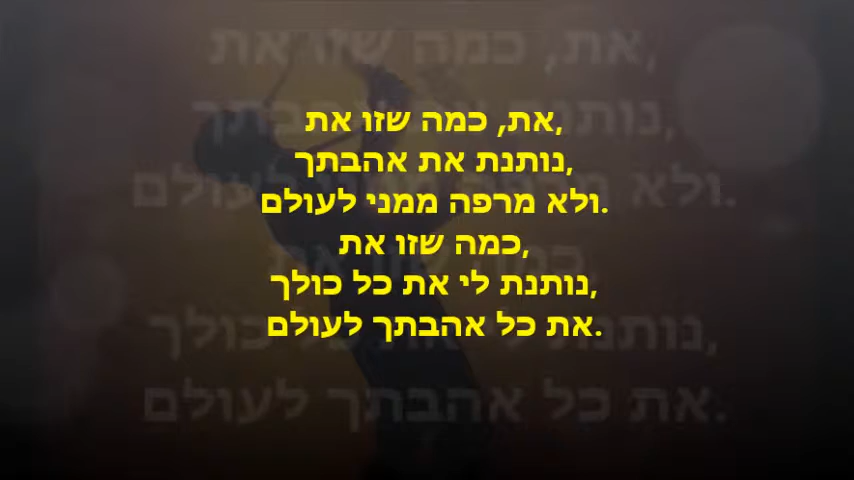 את, כמה שזו את,
נותנת את אהבתך,
ולא מרפה ממני לעולם.
כמה שזו את,
נותנת לי את כל כולך,
את כל אהבתך לעולם.